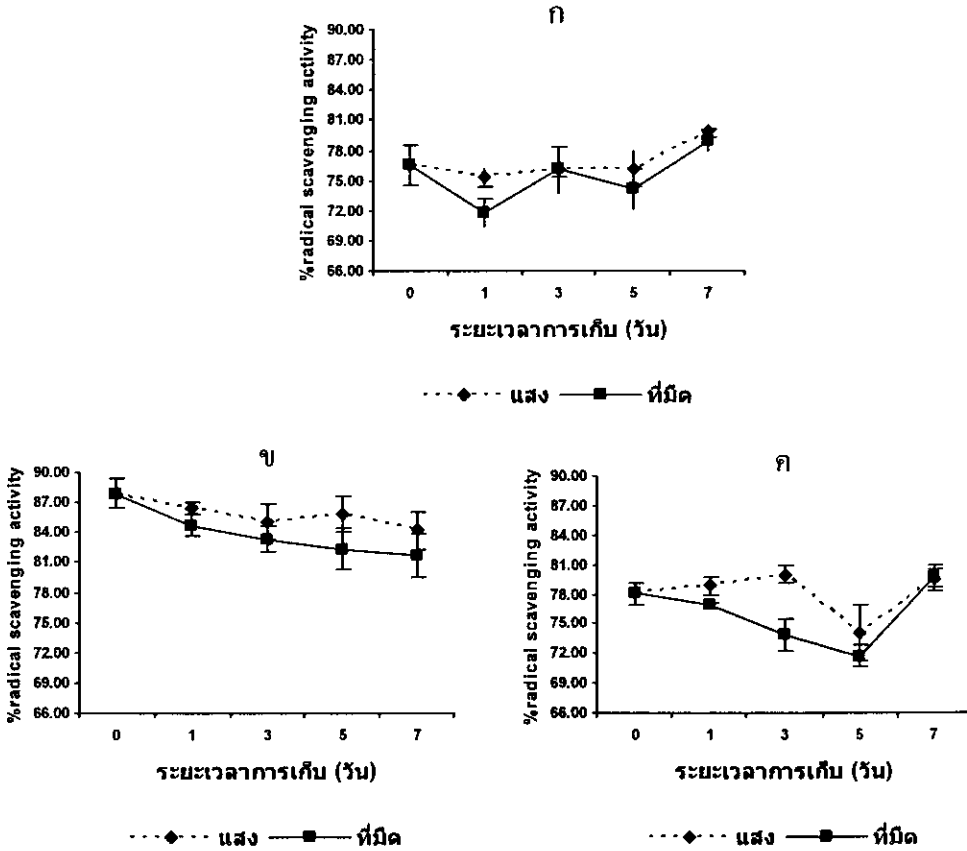 ก
%radical scavenging activity
90.00
87.00
84.00
81.00
78.00
75.00
72.00
69.00
66.00
0 1 3 5 7
ระยะเวลาการเก็บ (วัน)
แสง ที่มืด
ข
%radical scavenging activity
90.00
87.00
84.00
81.00
78.00
75.00
72.00
69.00
66.00
0 1 3 5 7
ระยะเวลาการเก็บ (วัน)
แสง ที่มืด
ค
%radical scavenging activity
90.00
87.00
84.00
81.00
78.00
75.00
72.00
69.00
66.00
0 1 3 5 7
ระยะเวลาการเก็บ (วัน)
แสง ที่มืด